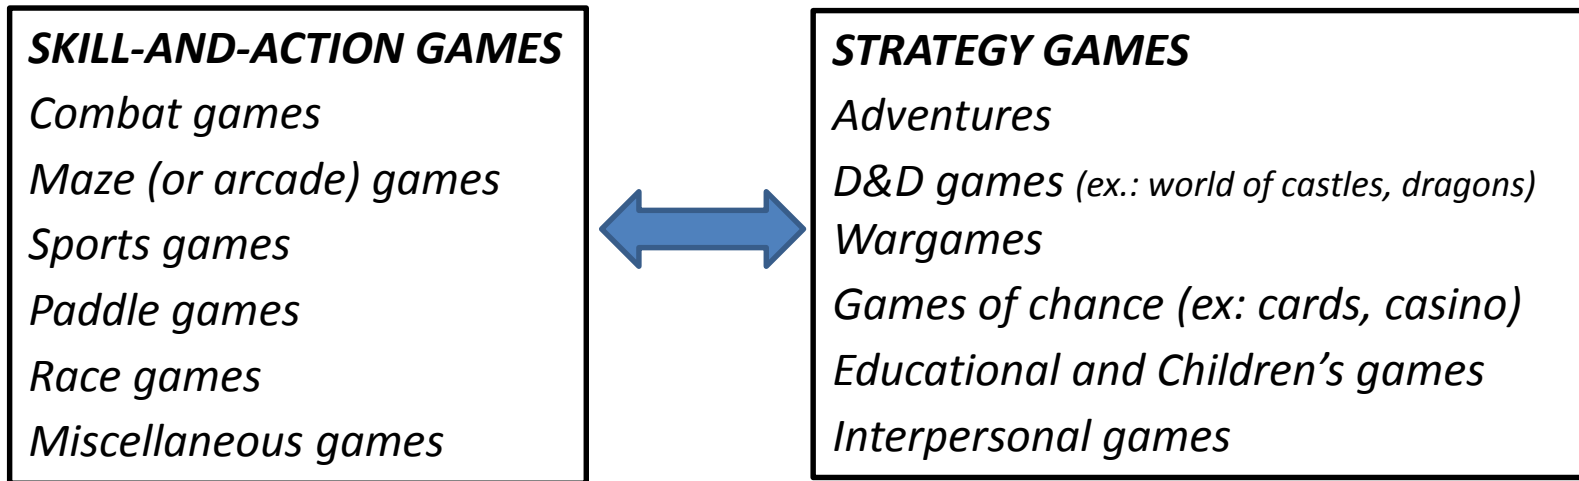 SKILL-AND-ACTION GAMES
Combat games
Maze (or arcade) games
Sports games
Paddle games
Race games
Miscellaneous games
STRATEGY GAMES
Adventures
D&D games (ex.: world of castles, dragons)
Wargames
Games of chance (ex: cards, casino)
Educational and Children’s games
Interpersonal games